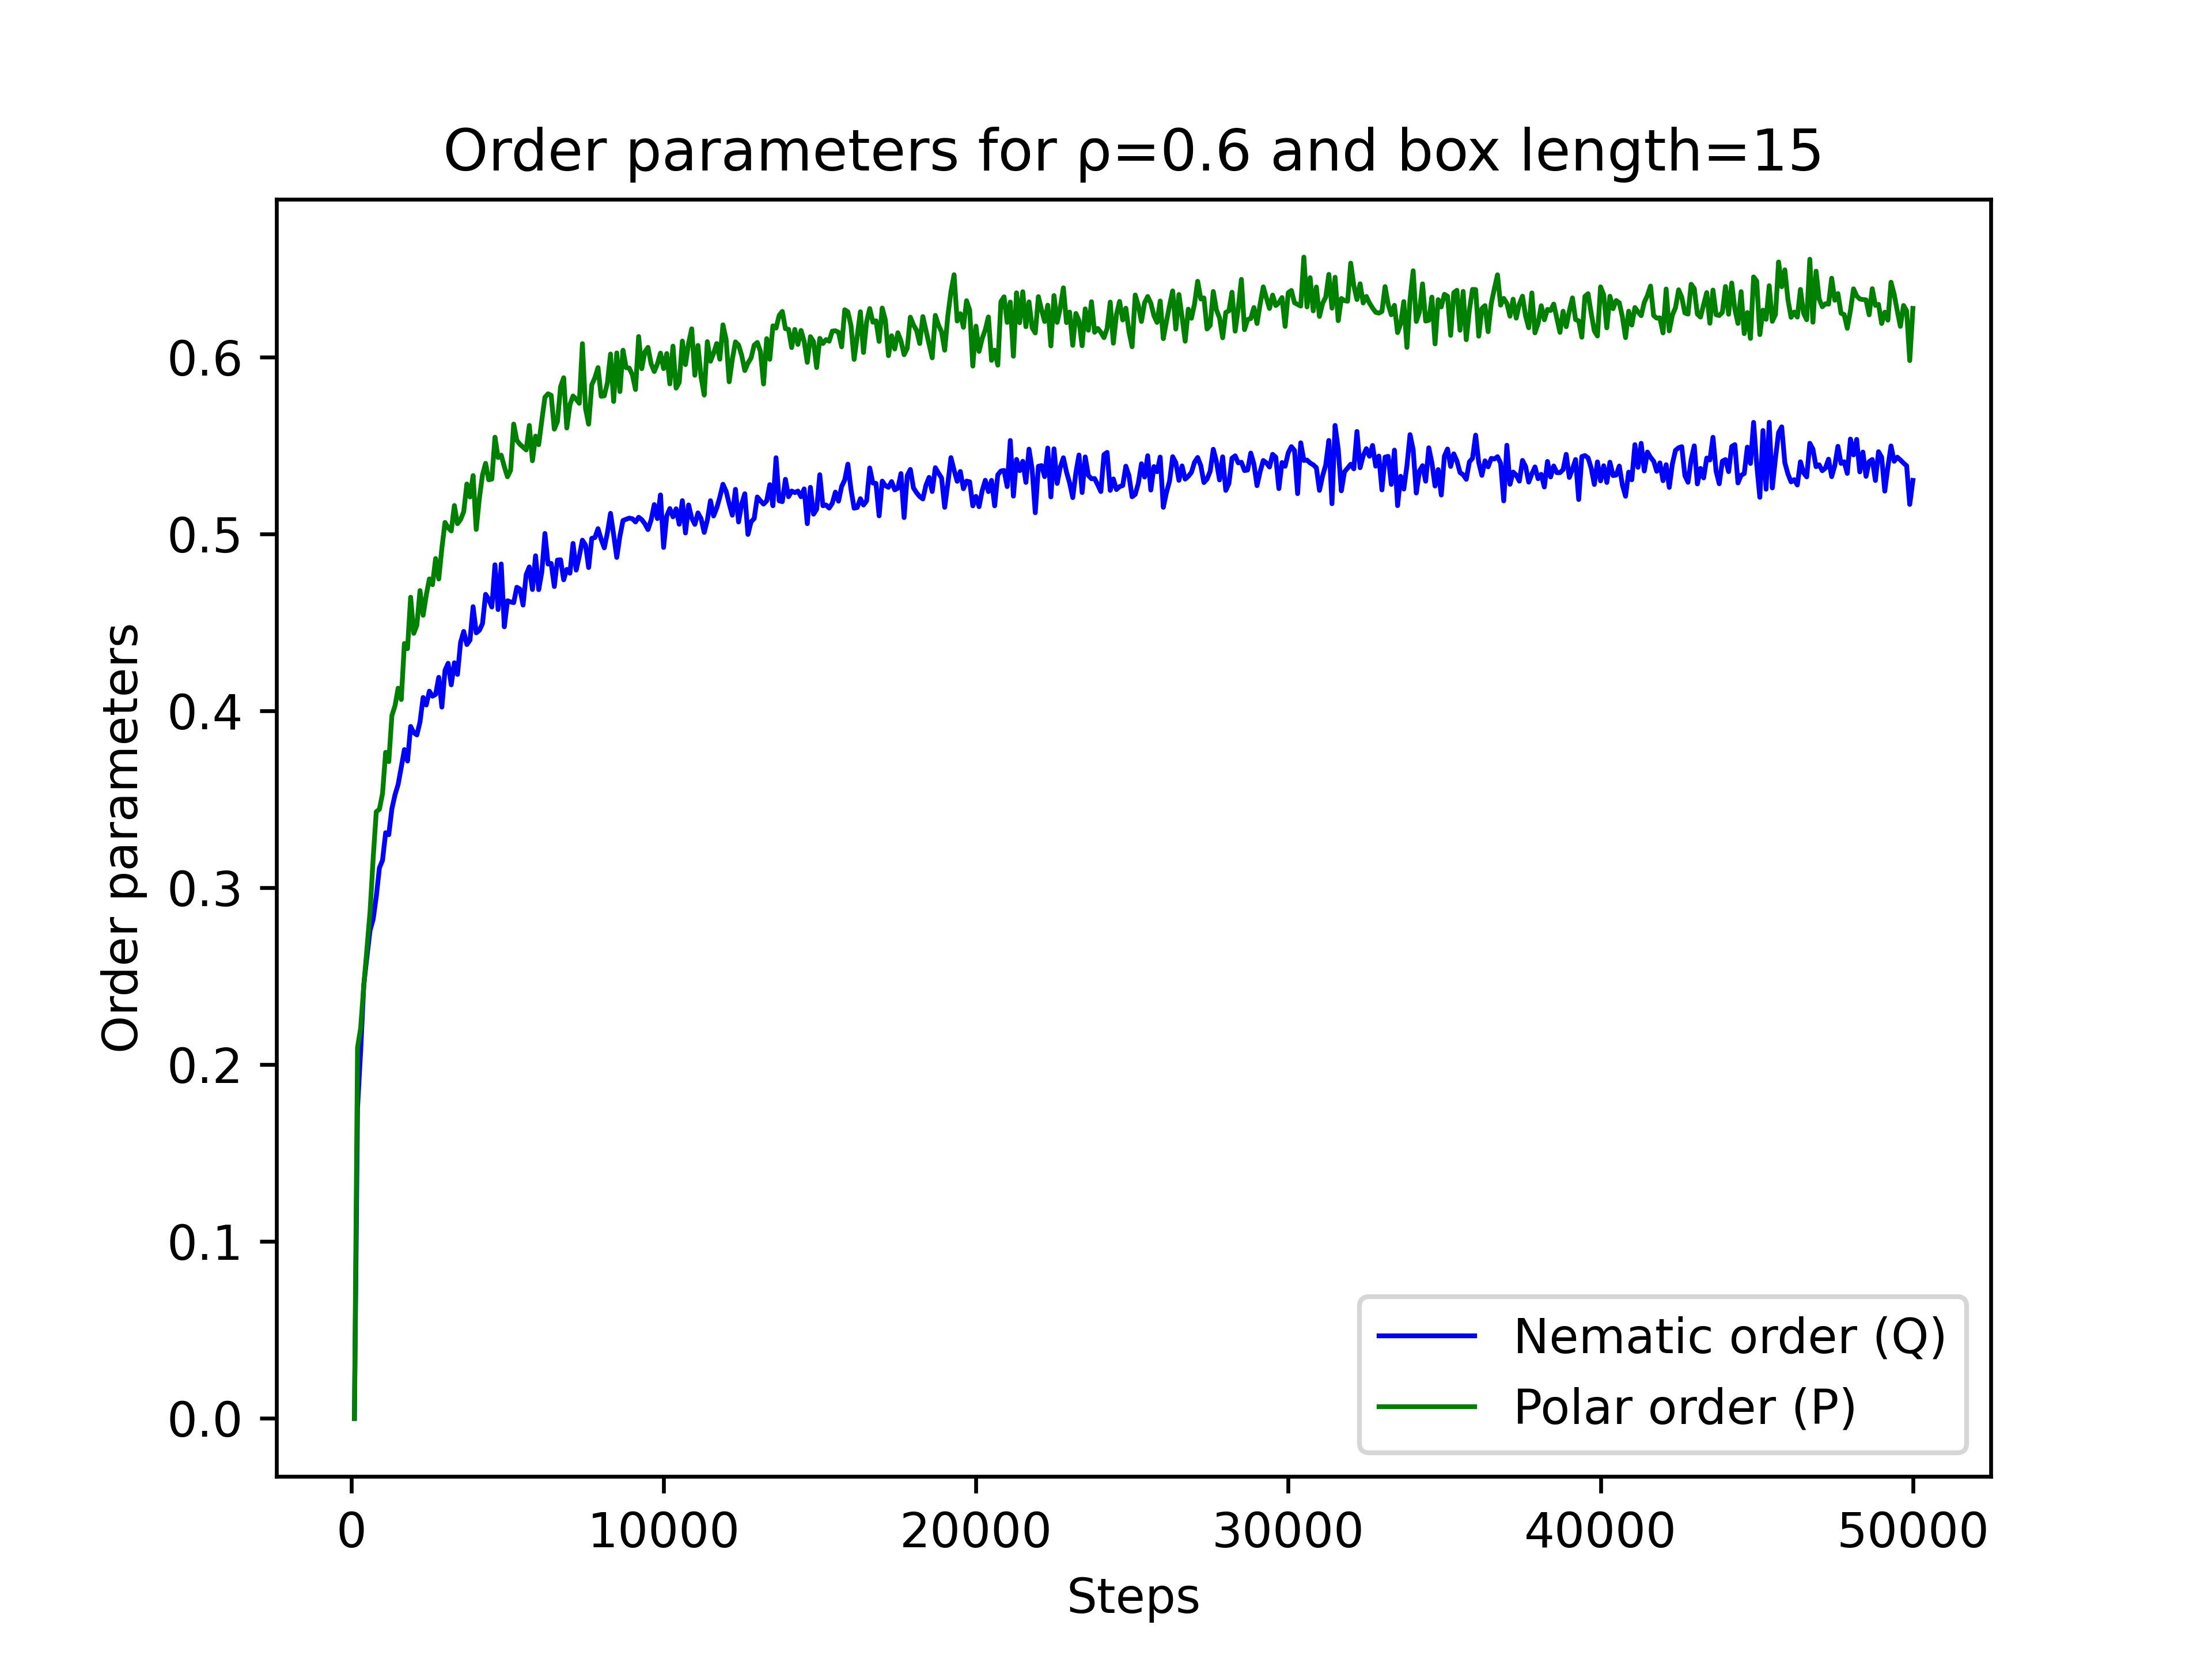 Order parameters for ρ=0.6 and box length=15
Order parameters
0.6
0.5
0.4
0.3
0.2
0.1
0.0
Nematic order (Q)
Polar order (P)
0 10000 20000 30000 40000 50000
Steps